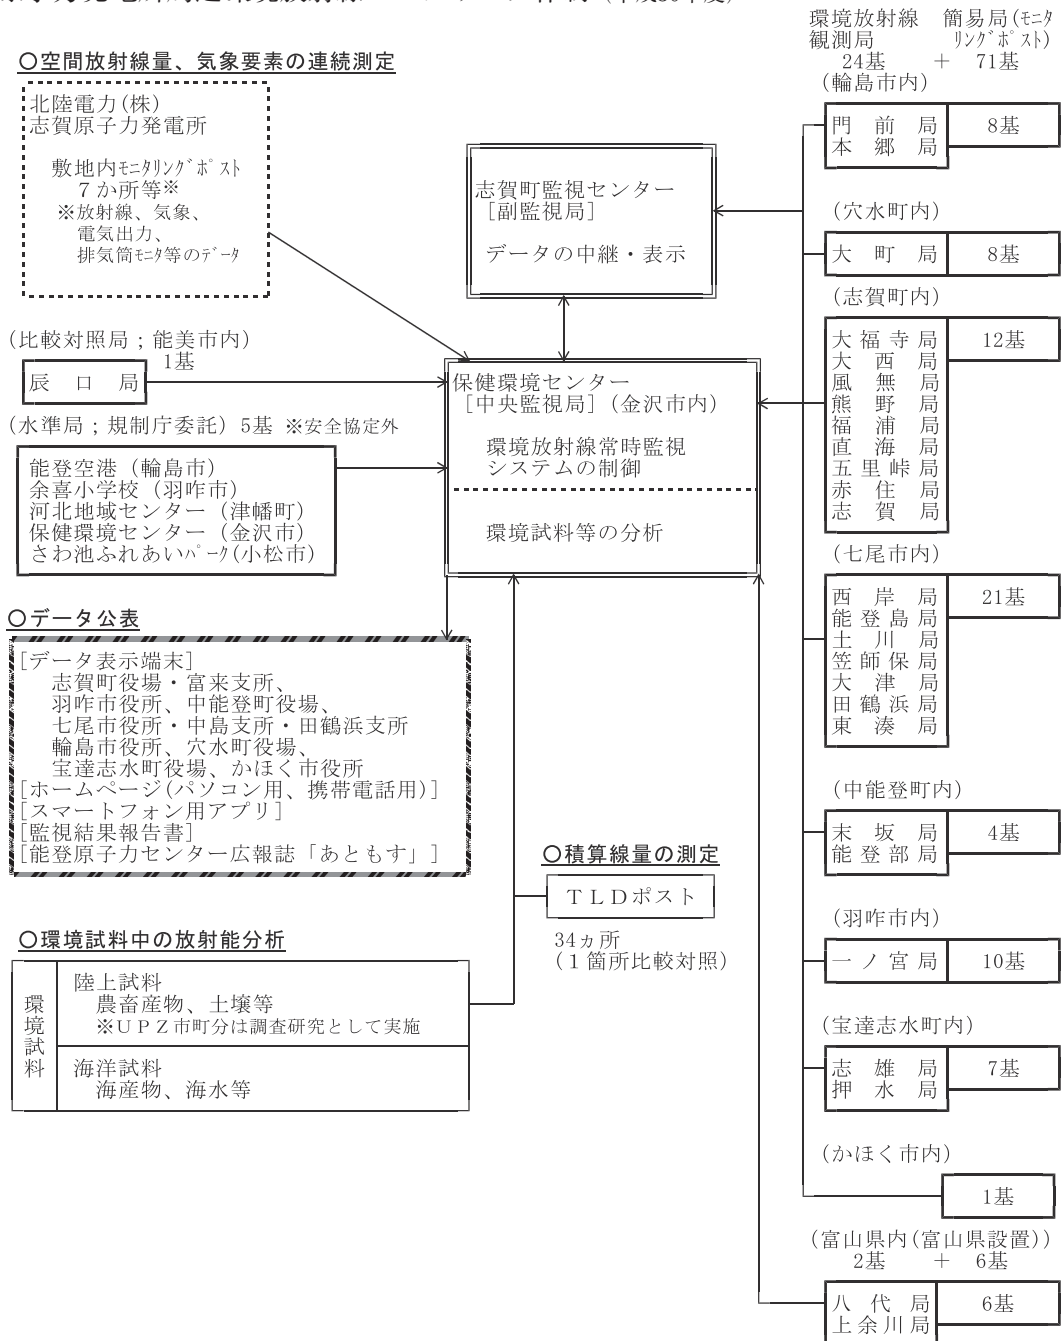 (平成30年度)
環境放射線 簡易局(ﾓﾆﾀ
観測局 ﾘﾝｸﾞﾎﾟｽﾄ)
24基 + 71基
(輪島市内)
門前局 8基
本郷局
(穴水町内)
大町局 8基
(志賀町内)
大福寺局 12基
大西局
風無局
熊野局
福浦局
直海局
五里峠局
赤住局
志賀局
(七尾市内)
西岸局 21基
能登島局
土川局
笠師保局
大津局
田鶴浜局
東湊局
(中能登町内)
末坂局 4基
能登部局
(羽咋市内)
一ノ宮局 10基
(宝達志水町内)
志雄局 7基
押水局
(かほく市内)
1基
(富山県内(富山県設置))
2基 + 6基
八代局 6基
上余川局
○空間放射線量、気象要素の連続測定
北陸電力(株)
志賀原子力発電所
敷地内ﾓﾆﾀﾘﾝｸﾞﾎﾟｽﾄ
7か所等※
※放射線、気象、
電気出力、
排気筒ﾓﾆﾀ等のﾃﾞｰﾀ
志賀町監視センター
[副監視局]
データの中継・表示
(比較対照局;能美市内)
1基
辰口局
(水準局;規制庁委託) 5基 ※安全協定外
能登空港(輪島市)
余喜小学校(羽咋市)
河北地域センター(津幡町)
保健環境センター(金沢市)
さわ池ふれあいﾊﾟｰｸ(小松市)
保健環境センター
[中央監視局](金沢市内)
環境放射線常時監視
システムの制御
環境試料等の分析
○データ公表
[データ表示端末]
志賀町役場・富来支所、
羽咋市役所、中能登町役場、
七尾市役所・中島支所・田鶴浜支所
輪島市役所、穴水町役場、
宝達志水町役場、かほく市役所
[ホームページ(パソコン用、携帯電話用)]
[スマートフォン用アプリ]
[監視結果報告書]
[能登原子力センター広報誌「あともす」]
○積算線量の測定
TLDポスト
34ヵ所
(1箇所比較対照)
○環境試料中の放射能分析
環境試料
陸上試料
農畜産物、土壌等
※UPZ市町分は調査研究として実施
海洋試料
海産物、海水等